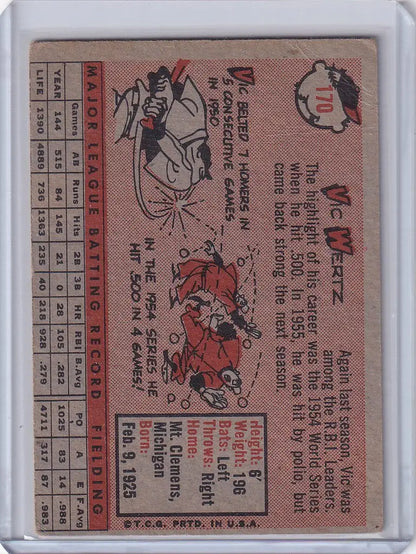 170
VIC WERTZ
Again last season, Vic was
among the R.B.I. Leaders.
The highlight of his career was the 1954 World Series
when he hit .500. In 1955, he was hit by polio, but
came back strong the next season.
VIC BELTED 7 HOMERS IN
5 CONSECUTIVE GAMES
IN 1950
IN THE 1954 SERIES HE
HIT .500 IN 4 GAMES!
Height: 6'
Weight: 196
Bats: Left
Throws: Right
Home:
Mt. Clemens,
Michigan
Born:
Feb. 9, 1925
©T.C.G. PRTD. IN U.S.A.
MAJOR LEAGUE BATTING RECORD FIELDING
Games AB Runs Hits 2B 3B HR RBI B.Avg PO A E F.Avg
YEAR 144 515 84 145 21 0 28 105 .282 1025 83 14 .988
LIFE 1390 4889 736 1363 235 40 218 928 .279 4711 317 87 .983